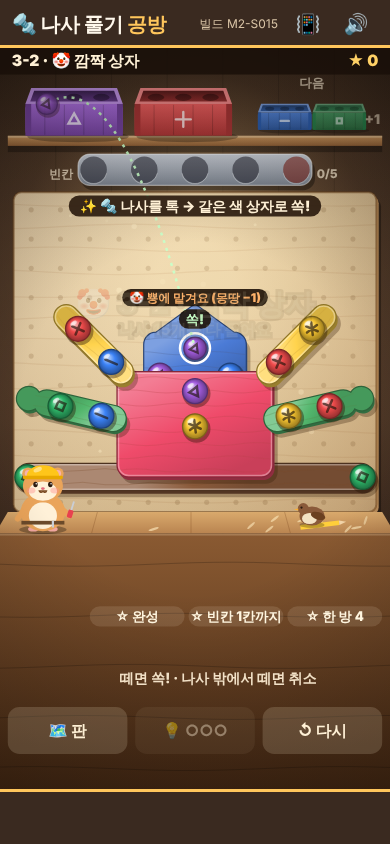 🔩 나사 풀기 공방
빌드 M2-S015
📳 🔊
3-2 · 🤡 깜짝 상자
★ 0
다음
+1
빈칸
0/5
✨ 🔩 나사를 톡 → 같은 색 상자로 쏙!
🤡 뿅에 맡겨요 (몽땅 −1)
쏙!
☆ 완성
☆ 빈칸 1칸까지
☆ 한 방 4
떼면 쏙! · 나사 밖에서 떼면 취소
🗺️ 판
💡 ○○○
↺ 다시